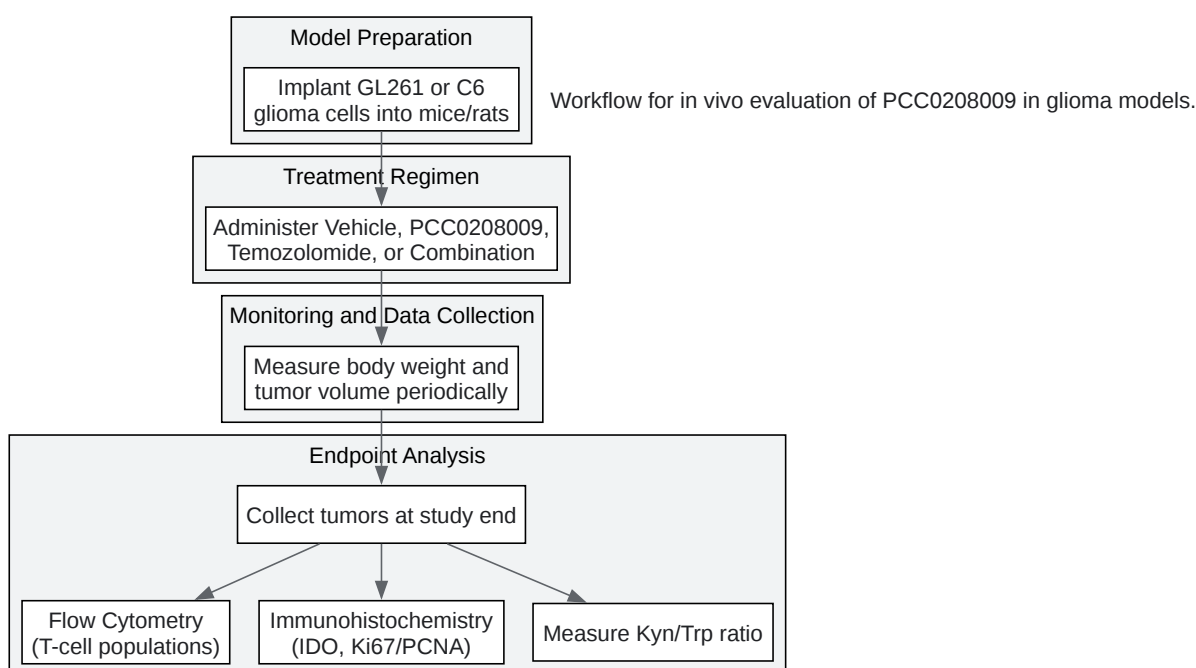 Model Preparation
Implant GL261 or C6
glioma cells into mice/rats
Workflow for in vivo evaluation of PCC0208009 in glioma models.
Treatment Regimen
Administer Vehicle, PCC0208009,
Temozolomide, or Combination
Monitoring and Data Collection
Measure body weight and
tumor volume periodically
Endpoint Analysis
Collect tumors at study end
Flow Cytometry
(T-cell populations)
Immunohistochemistry
(IDO, Ki67/PCNA)
Measure Kyn/Trp ratio